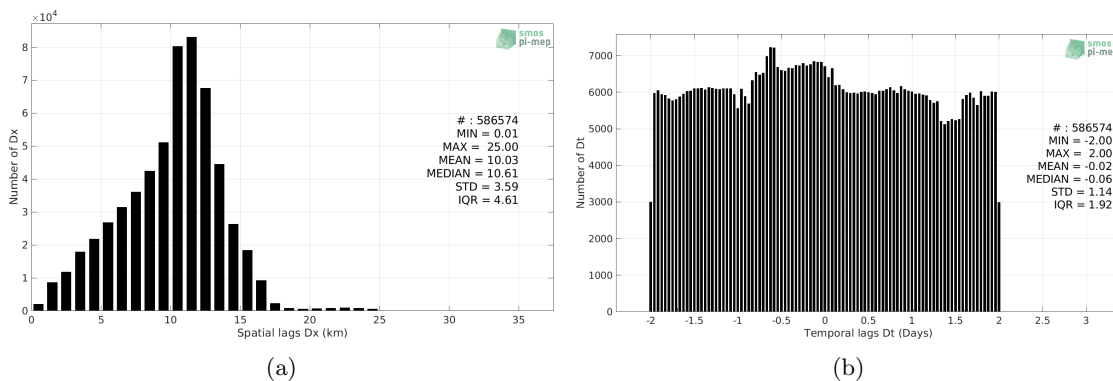 ×10⁴
8
7
6
5
4
3
2
1
0
Number of Dx
0 5 10 15 20 25 30 35
Spatial lags Dx (km)
smos
pi-mep
# : 586574
MIN = 0.01
MAX = 25.00
MEAN = 10.03
MEDIAN = 10.61
STD = 3.59
IQR = 4.61
(a)
7000
6000
5000
4000
3000
2000
1000
0
Number of Dt
-2 -1.5 -1 -0.5 0 0.5 1 1.5 2 2.5 3
Temporal lags Dt (Days)
smos
pi-me
# : 586574
MIN = -2.00
MAX = 2.00
MEAN = -0.02
MEDIAN = -0.06
STD = 1.14
IQR = 1.92
(b)